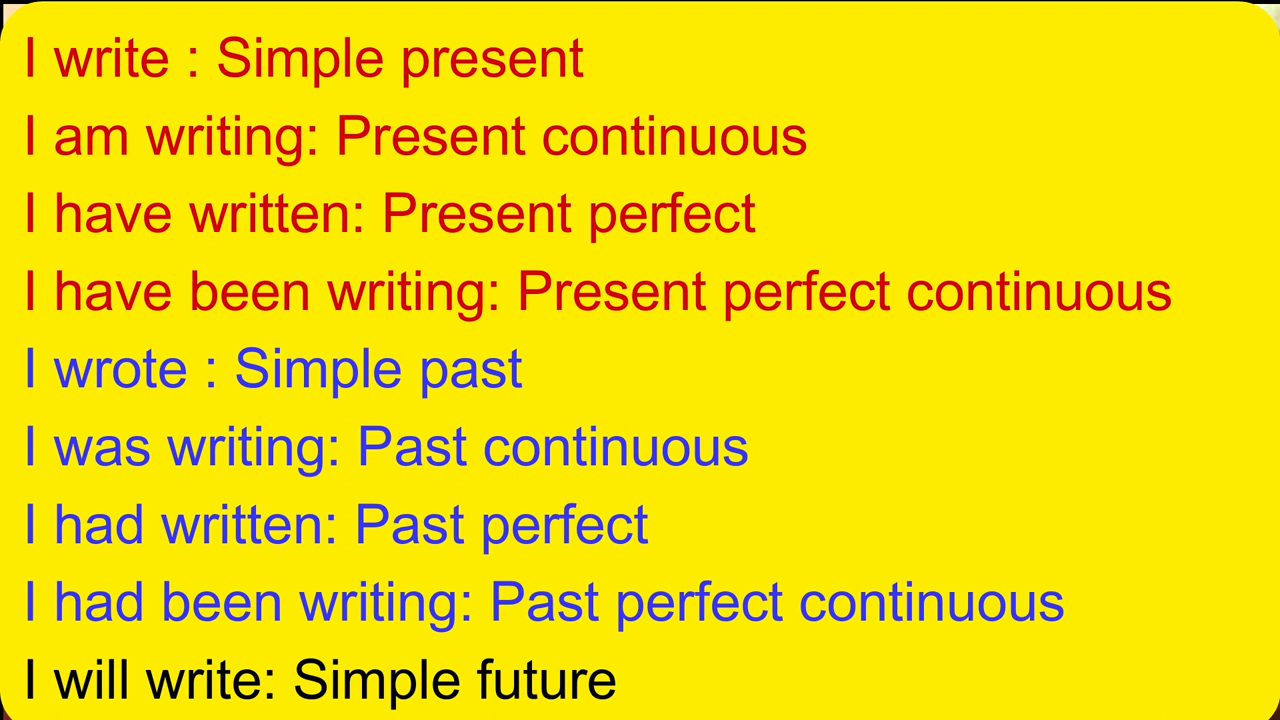 I write : Simple present
I am writing: Present continuous
I have written: Present perfect
I have been writing: Present perfect continuous
I wrote : Simple past
I was writing: Past continuous
I had written: Past perfect
I had been writing: Past perfect continuous
I will write: Simple future